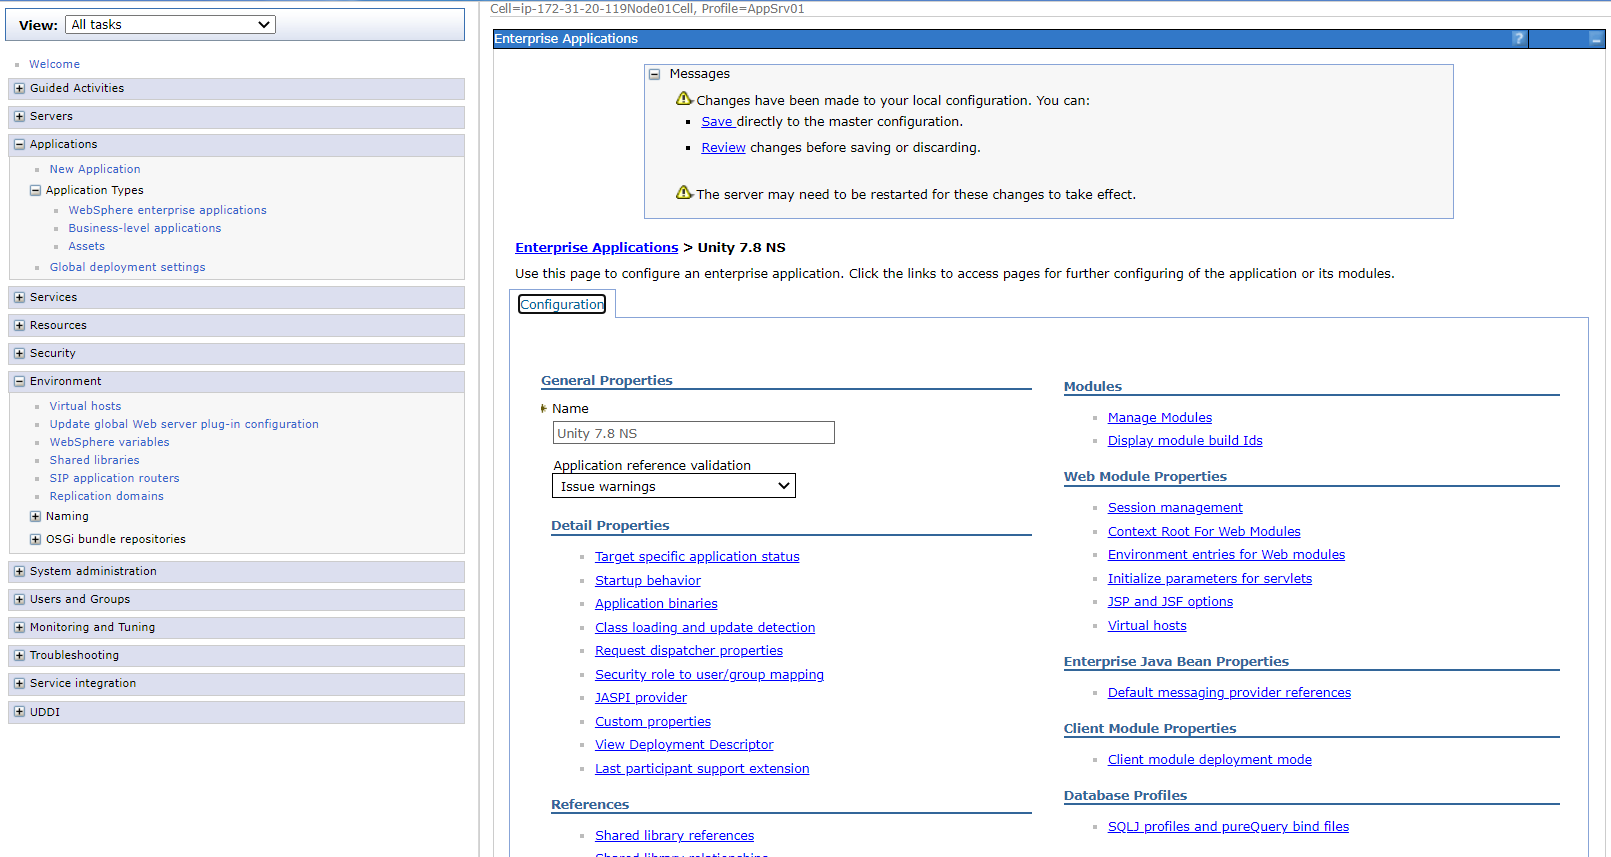 View: All tasks
Welcome
Guided Activities
Servers
Applications
New Application
Application Types
WebSphere enterprise applications
Business-level applications
Assets
Global deployment settings
Services
Resources
Security
Environment
Virtual hosts
Update global Web server plug-in configuration
WebSphere variables
Shared libraries
SIP application routers
Replication domains
Naming
OSGi bundle repositories
System administration
Users and Groups
Monitoring and Tuning
Troubleshooting
Service integration
UDDI
Cell=ip-172-31-20-119Node01Cell, Profile=AppSrv01
Enterprise Applications
?
Messages
Changes have been made to your local configuration. You can:
Save directly to the master configuration.
Review changes before saving or discarding.
The server may need to be restarted for these changes to take effect.
Enterprise Applications > Unity 7.8 NS
Use this page to configure an enterprise application. Click the links to access pages for further configuring of the application or its modules.
Configuration
General Properties
Name
Unity 7.8 NS
Application reference validation
Issue warnings
Detail Properties
Target specific application status
Startup behavior
Application binaries
Class loading and update detection
Request dispatcher properties
Security role to user/group mapping
JASPI provider
Custom properties
View Deployment Descriptor
Last participant support extension
References
Shared library references
Shared library relationships
Modules
Manage Modules
Display module build Ids
Web Module Properties
Session management
Context Root For Web Modules
Environment entries for Web modules
Initialize parameters for servlets
JSP and JSF options
Virtual hosts
Enterprise Java Bean Properties
Default messaging provider references
Client Module Properties
Client module deployment mode
Database Profiles
SQLJ profiles and pureQuery bind files